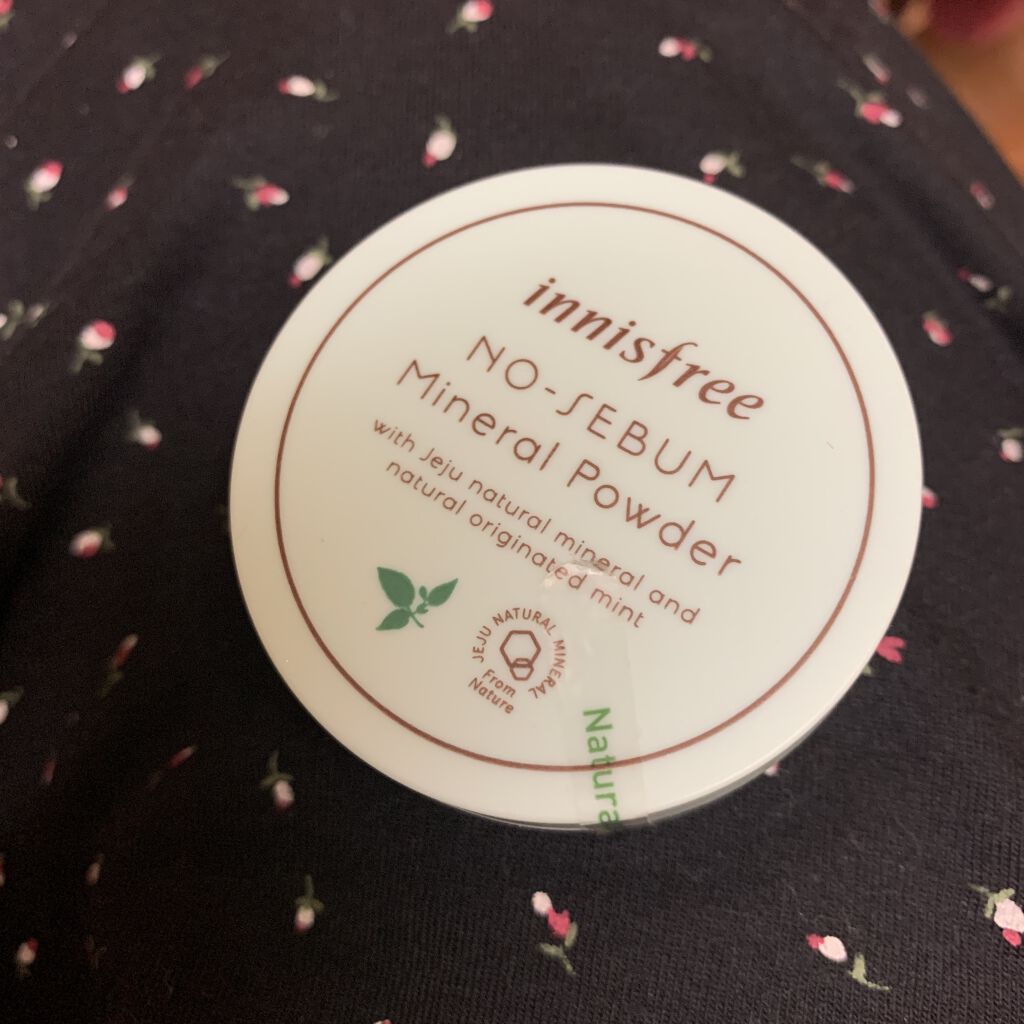 innisfree
NO-SEBUM
Mineral Powder
with Jeju natural mineral and
natural originated mint
JEJU NATURAL MINERAL
From
Nature
Natura